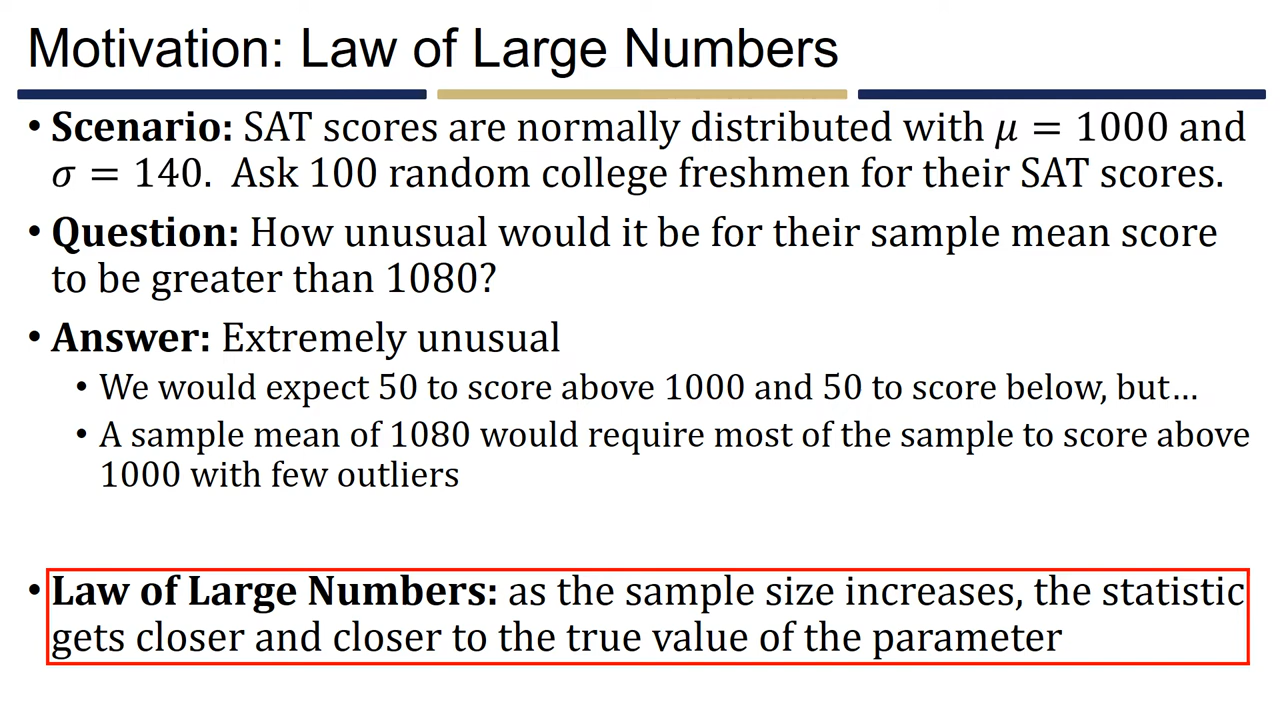 Motivation: Law of Large Numbers
• Scenario: SAT scores are normally distributed with 𝜇 = 1000 and
𝜎 = 140. Ask 100 random college freshmen for their SAT scores.
• Question: How unusual would it be for their sample mean score
to be greater than 1080?
• Answer: Extremely unusual
• We would expect 50 to score above 1000 and 50 to score below, but…
• A sample mean of 1080 would require most of the sample to score above
1000 with few outliers
• Law of Large Numbers: as the sample size increases, the statistic
gets closer and closer to the true value of the parameter